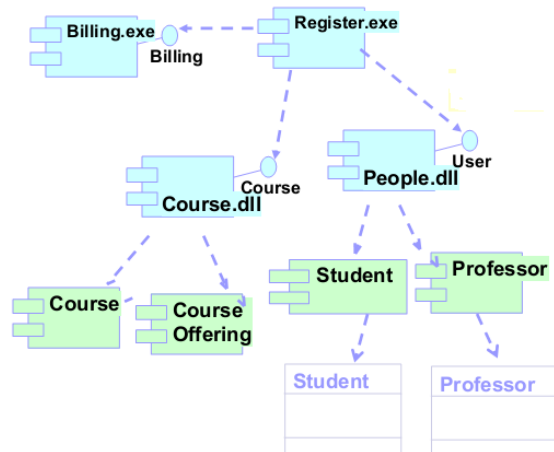 Billing.exe
Billing
Register.exe
Course
Course.dll
User
People.dll
Course
Course
Offering
Student
Professor
Student
Professor